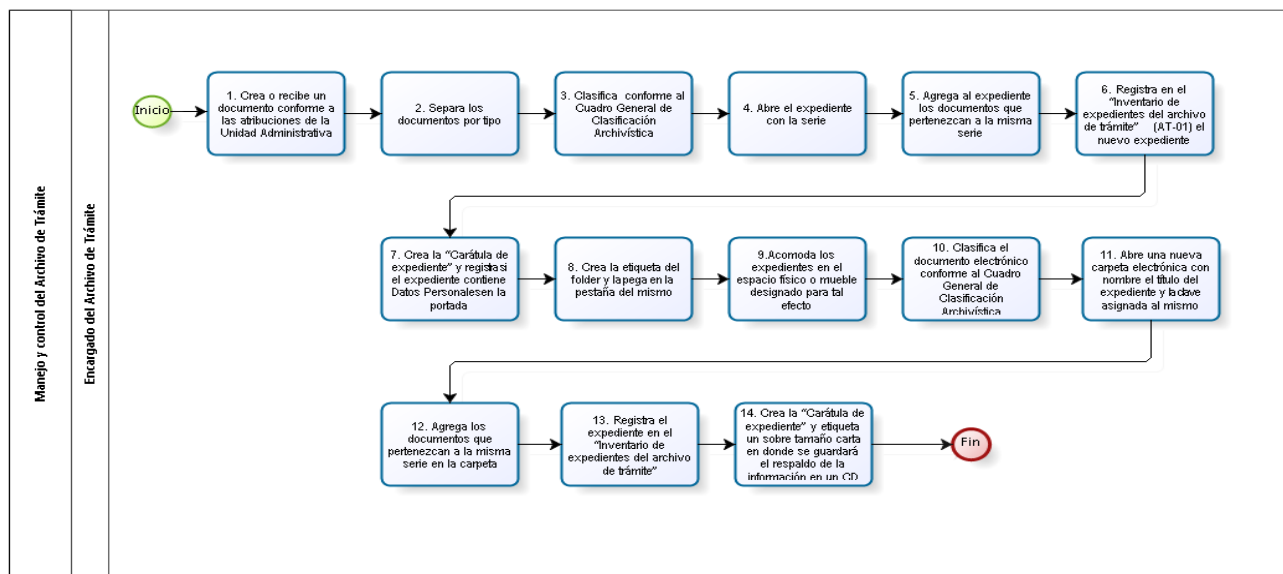 Manejo y control del Archivo de Trámite
Encargado del Archivo de Trámite
Inicio
1. Crea o recibe un
documento conforme a
las atribuciones de la
Unidad Administrativa
2. Separa los
documentos por tipo
3. Clasifica conforme al
Cuadro General de
Clasificación
Archivística
4. Abre el expediente
con la serie
5. Agrega al expediente
los documentos que
pertenezcan a la misma
serie
6. Registra en el
“Inventario de
expedientes del archivo
de trámite” (AT-01) el
nuevo expediente
7. Crea la “Carátula de
expediente” y registrasi
el expediente contiene
Datos Personalesen la
portada
8. Crea la etiqueta del
folder y lapega en la
pestaña del mismo
9.Acomoda los
expedientes en el
espacio físico o mueble
designado para tal
efecto
10. Clasifica el
documento electrónico
conforme al Cuadro
General de
Clasificación
Archivística
11. Abre una nueva
carpeta electrónica con
nombre el título del
expediente y laclave
asignada al mismo
12. Agrega los
documentos que
pertenezcan a la misma
serie en la carpeta
13. Registra el
expediente en el
“Inventario de
expedientes del archivo
de trámite”
14. Crea la “Carátula de
expediente” y etiqueta
un sobre tamaño carta
en donde se guardará
el respaldo de la
información en un CD
Fin